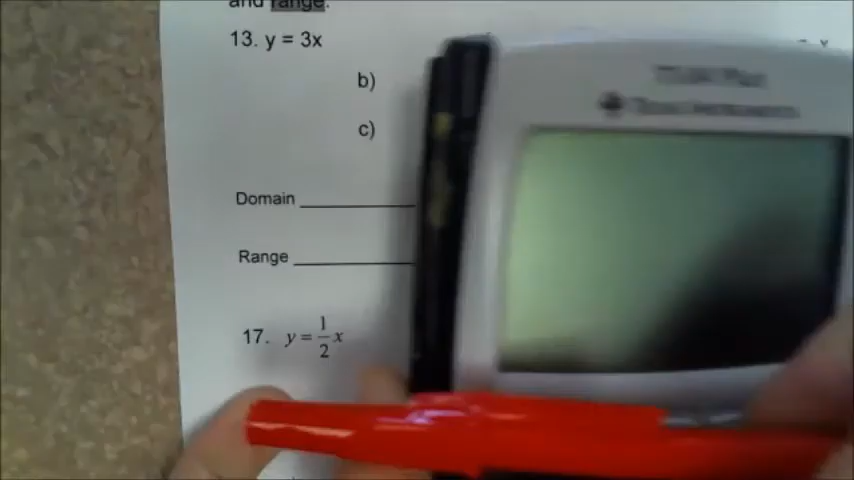 and range.
13. y = 3x
b)
c)
Domain
Range
17. y = 1/2 x